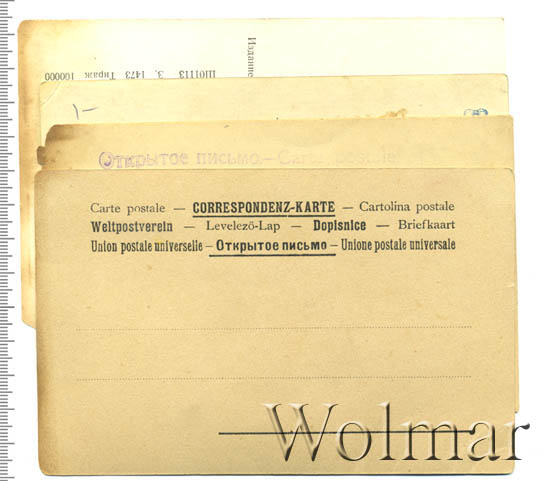 Издание
Ш01113 З. 1473 Тираж 100000
Открытое письмо.—Carte postale
Carte postale — CORRESPONDENZ-KARTE — Cartolina postale
Weltpostverein — Levelező-Lap — Dopisnice — Briefkaart
Union postale universelle — Открытое письмо — Unione postale universale
Wolmar